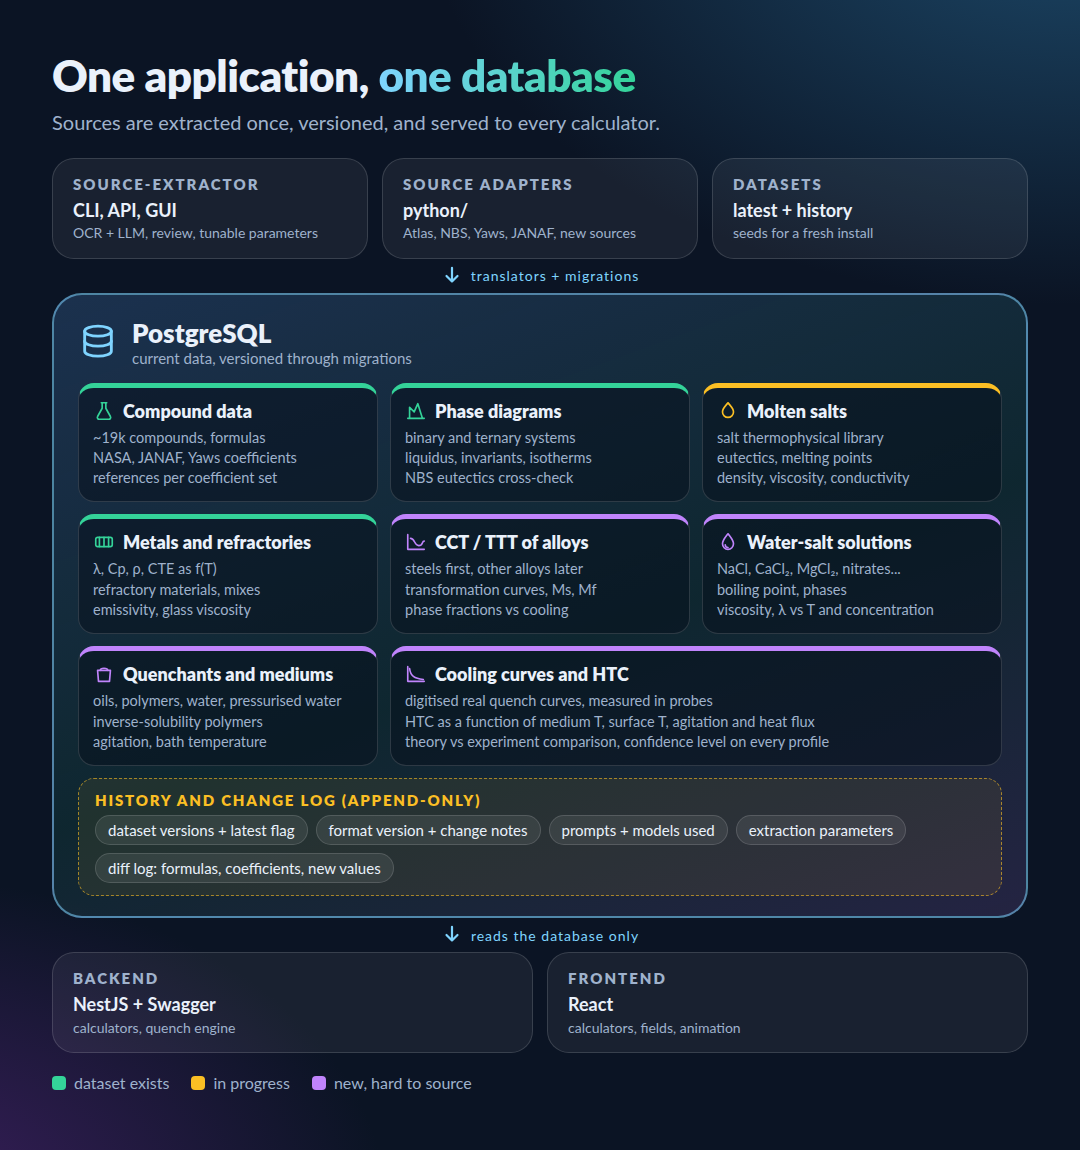 One application, one database
Sources are extracted once, versioned, and served to every calculator.
SOURCE-EXTRACTOR
CLI, API, GUI
OCR + LLM, review, tunable parameters
SOURCE ADAPTERS
python/
Atlas, NBS, Yaws, JANAF, new sources
DATASETS
latest + history
seeds for a fresh install
translators + migrations
PostgreSQL
current data, versioned through migrations
Compound data
~19k compounds, formulas
NASA, JANAF, Yaws coefficients
references per coefficient set
Phase diagrams
binary and ternary systems
liquidus, invariants, isotherms
NBS eutectics cross-check
Molten salts
salt thermophysical library
eutectics, melting points
density, viscosity, conductivity
Metals and refractories
λ, Cp, ρ, CTE as f(T)
refractory materials, mixes
emissivity, glass viscosity
CCT / TTT of alloys
steels first, other alloys later
transformation curves, Ms, Mf
phase fractions vs cooling
Water-salt solutions
NaCl, CaCl₂, MgCl₂, nitrates...
boiling point, phases
viscosity, λ vs T and concentration
Quenchants and mediums
oils, polymers, water, pressurised water
inverse-solubility polymers
agitation, bath temperature
Cooling curves and HTC
digitised real quench curves, measured in probes
HTC as a function of medium T, surface T, agitation and heat flux
theory vs experiment comparison, confidence level on every profile
HISTORY AND CHANGE LOG (APPEND-ONLY)
dataset versions + latest flag
format version + change notes
prompts + models used
extraction parameters
diff log: formulas, coefficients, new values
reads the database only
BACKEND
NestJS + Swagger
calculators, quench engine
FRONTEND
React
calculators, fields, animation
dataset exists
in progress
new, hard to source